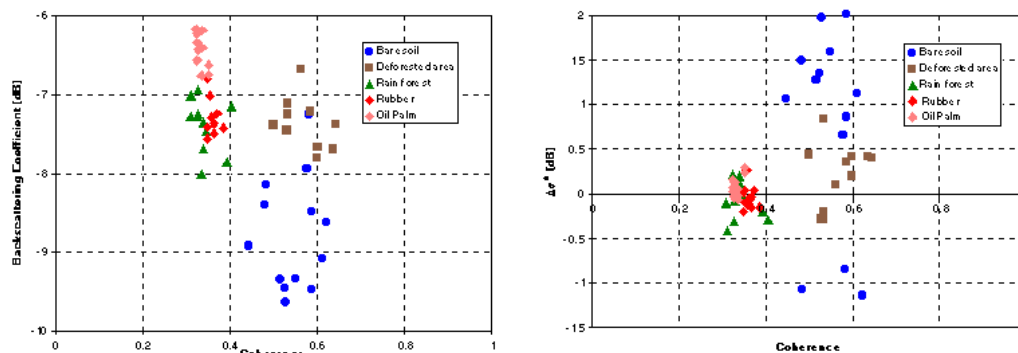 -6
-7
-8
-9
-10
Backscattering Coefficient [dB]
0
0.2
0.4
0.6
0.8
1
Coherence
Bare soil
Deforested area
Rain forest
Rubber
Oil Palm
2
1.5
1
0.5
0
-0.5
-1
-1.5
Δσ° [dB]
0
0.2
0.4
0.6
0.8
1
Coherence
Bare soil
Deforested area
Rain forest
Rubber
Oil Palm